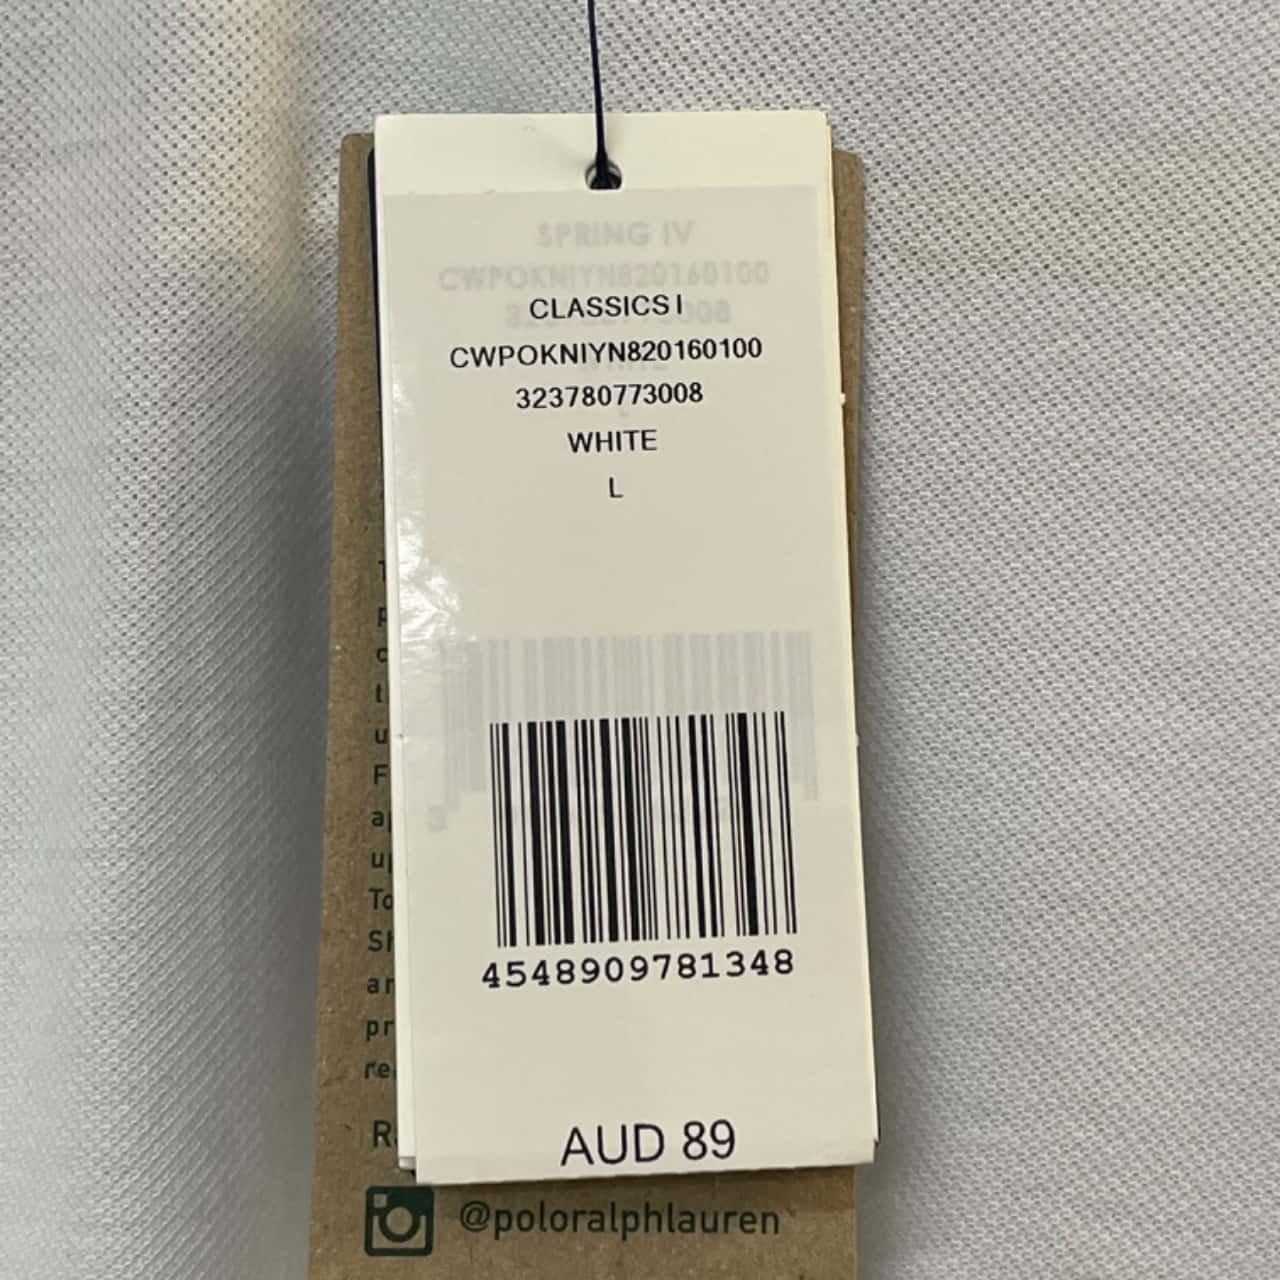 SPRING IV
CWPOKNIYN820160100
CLASSICS I
CWPOKNIYN820160100
323780773008
WHITE
L
4548909781348
AUD 89
@poloralphlauren